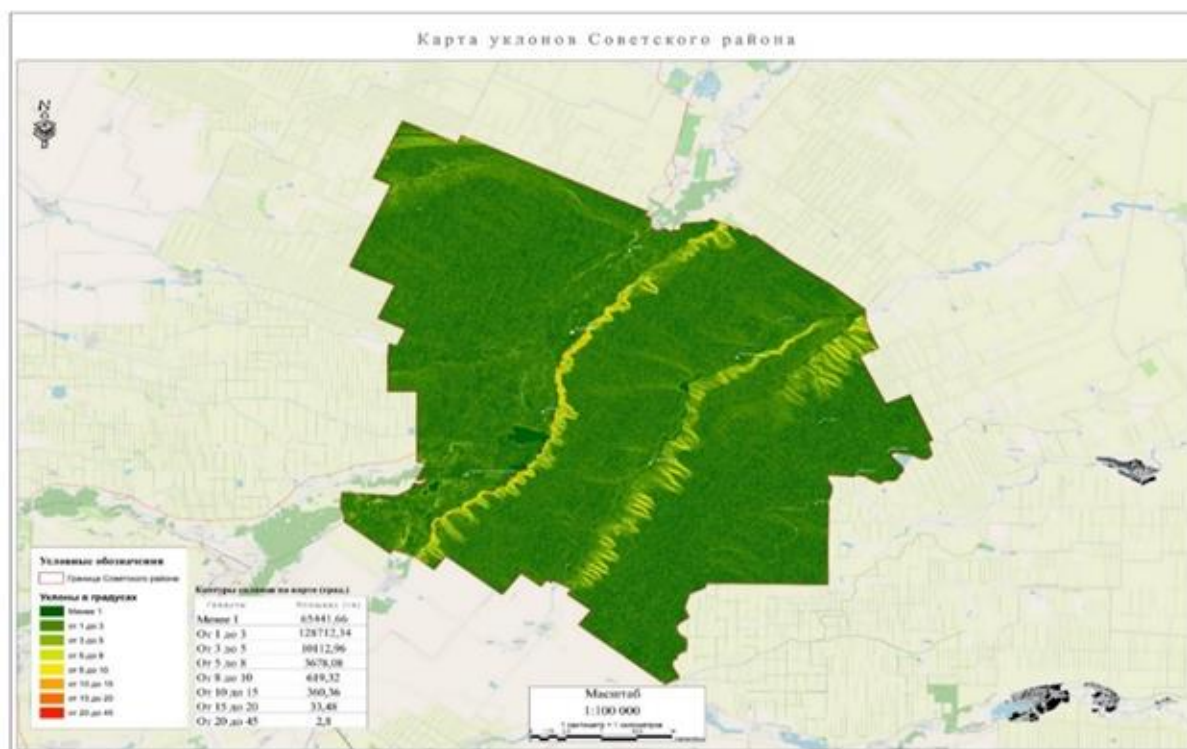 Карта уклонов Советского района
N
Условные обозначения
Граница Советского района
Уклоны в градусах
Менее 1
от 1 до 3
от 3 до 5
от 5 до 8
от 8 до 10
от 10 до 15
от 15 до 20
от 20 до 45
Контуры уклонов на карте (град.)
Градусы Площадь (га)
Менее 1 65441,66
От 1 до 3 128712,34
От 3 до 5 10112,96
От 5 до 8 3678,08
От 8 до 10 619,32
От 10 до 15 360,36
От 15 до 20 33,48
От 20 до 45 2,8
Масштаб
1:100 000
1 сантиметр = 1 километров